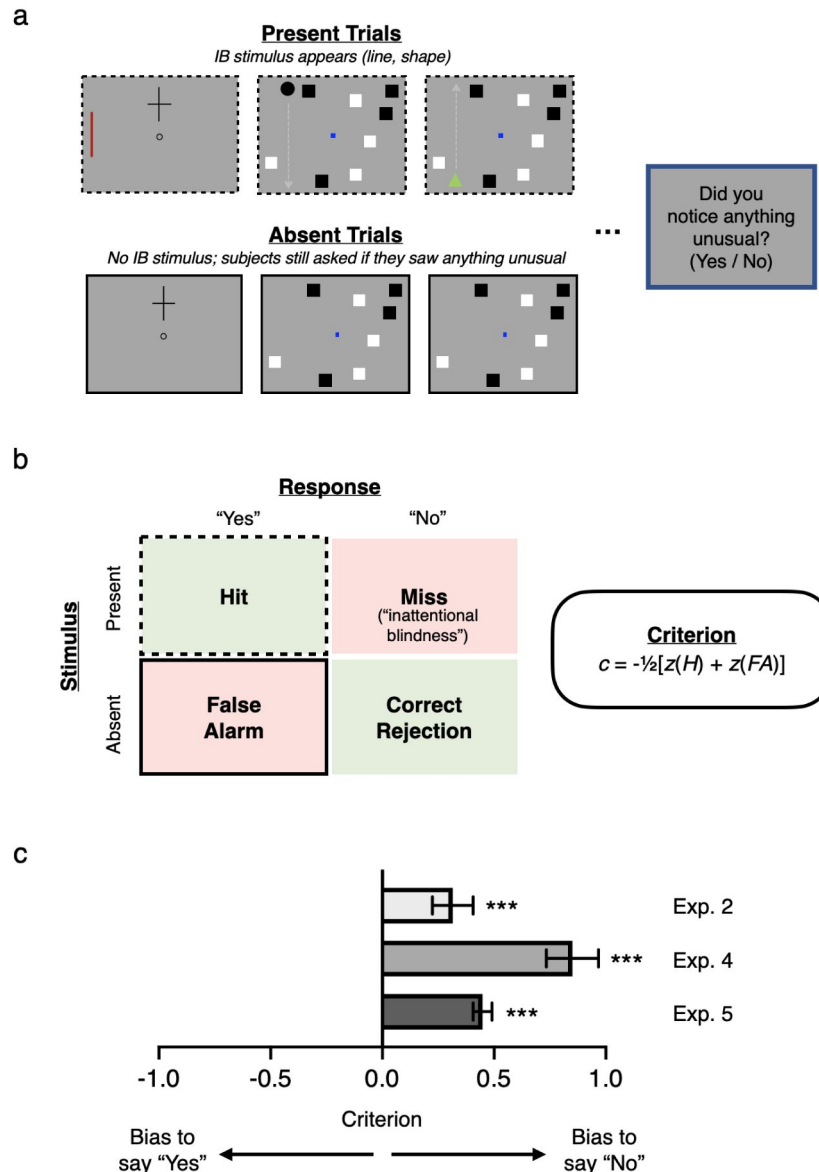 a
Present Trials
IB stimulus appears (line, shape)
...
Did you
notice anything
unusual?
(Yes / No)
Absent Trials
No IB stimulus; subjects still asked if they saw anything unusual
b
Response
“Yes”
“No”
Stimulus
Present
Hit
Miss
(“inattentional
blindness”)
Absent
False
Alarm
Correct
Rejection
Criterion
c = -½[z(H) + z(FA)]
c
*** Exp. 2
*** Exp. 4
*** Exp. 5
-1.0 -0.5 0.0 0.5 1.0
Criterion
Bias to
say “Yes”
Bias to
say “No”